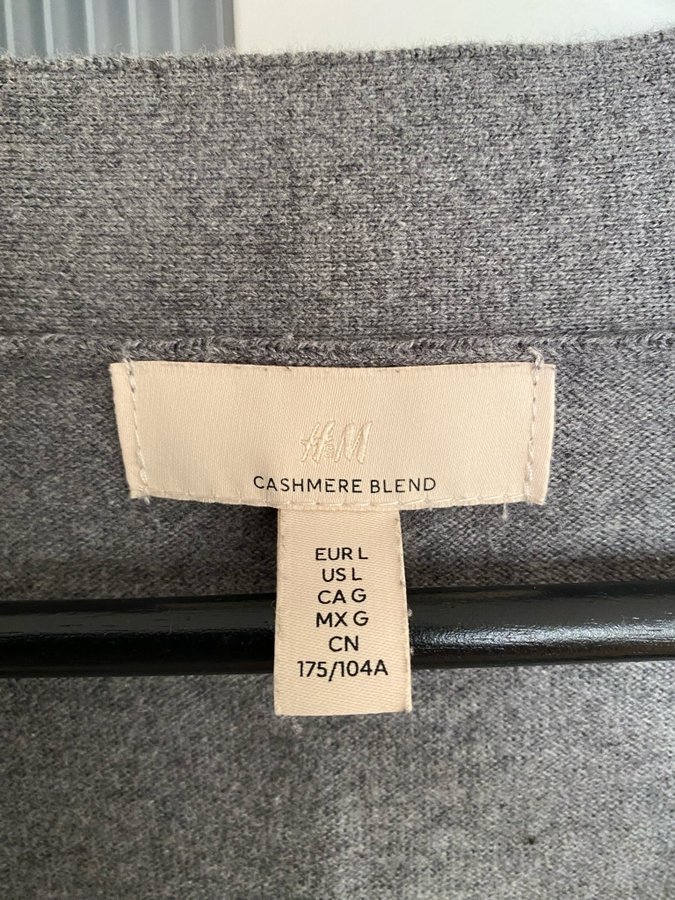 H&M
CASHMERE BLEND
EUR L
US L
CA G
MX G
CN
175/104A